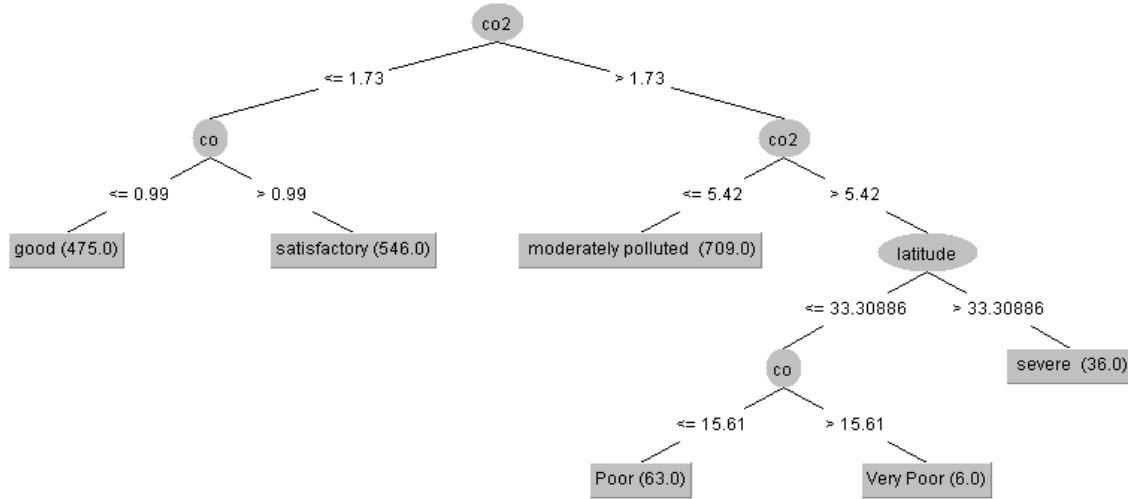 co2
<= 1.73
> 1.73
co
co2
<= 0.99
> 0.99
<= 5.42
> 5.42
good (475.0)
satisfactory (546.0)
moderately polluted  (709.0)
latitude
<= 33.30886
> 33.30886
co
severe  (36.0)
<= 15.61
> 15.61
Poor (63.0)
Very Poor (6.0)